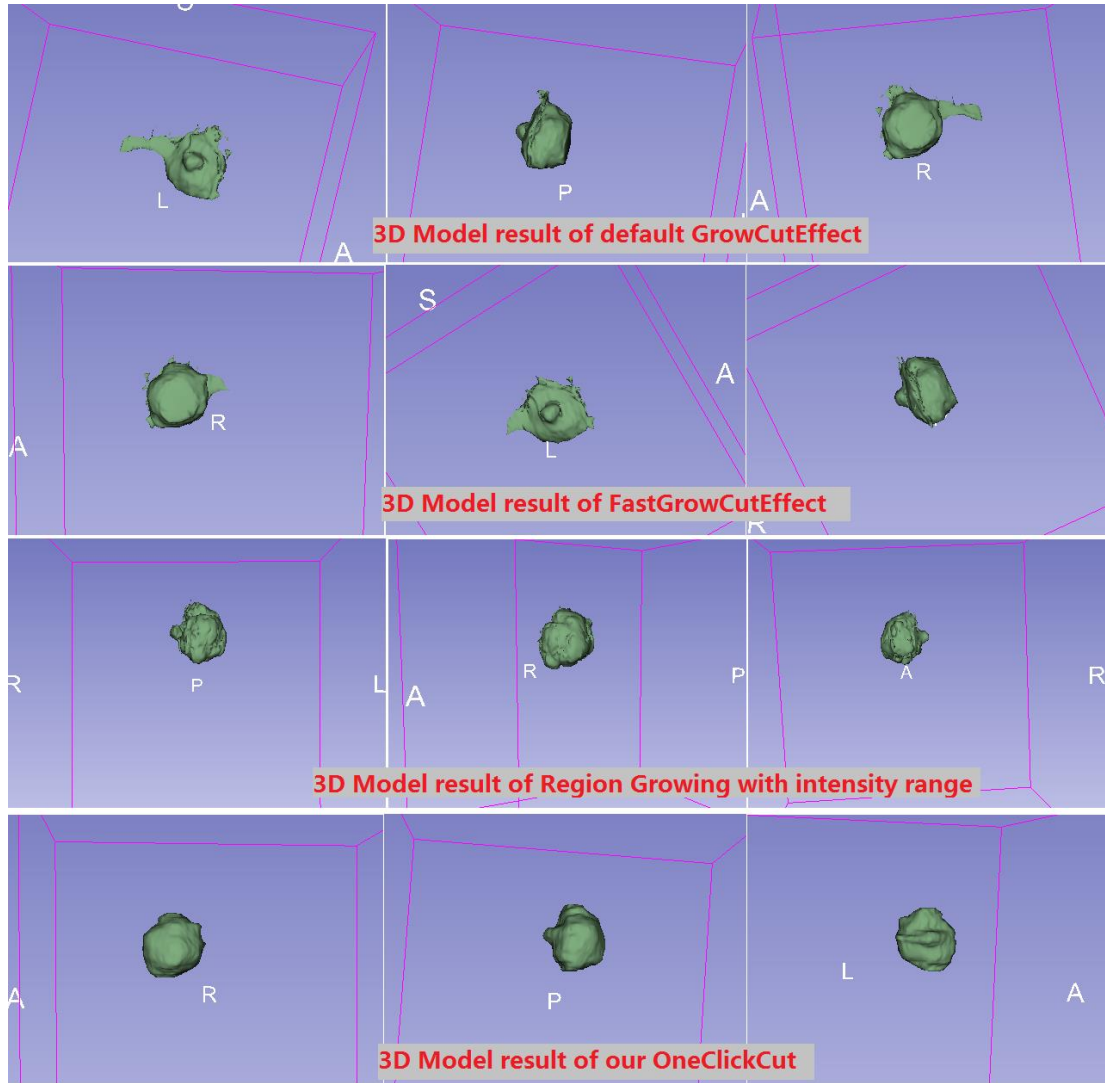 S
L
P
R
A
A
3D Model result of default GrowCutEffect
S
A
R
A
L
3D Model result of FastGrowCutEffect
R
R
P
L
R
A
P
A
R
3D Model result of Region Growing with intensity range
A
R
P
L
A
3D Model result of our OneClickCut